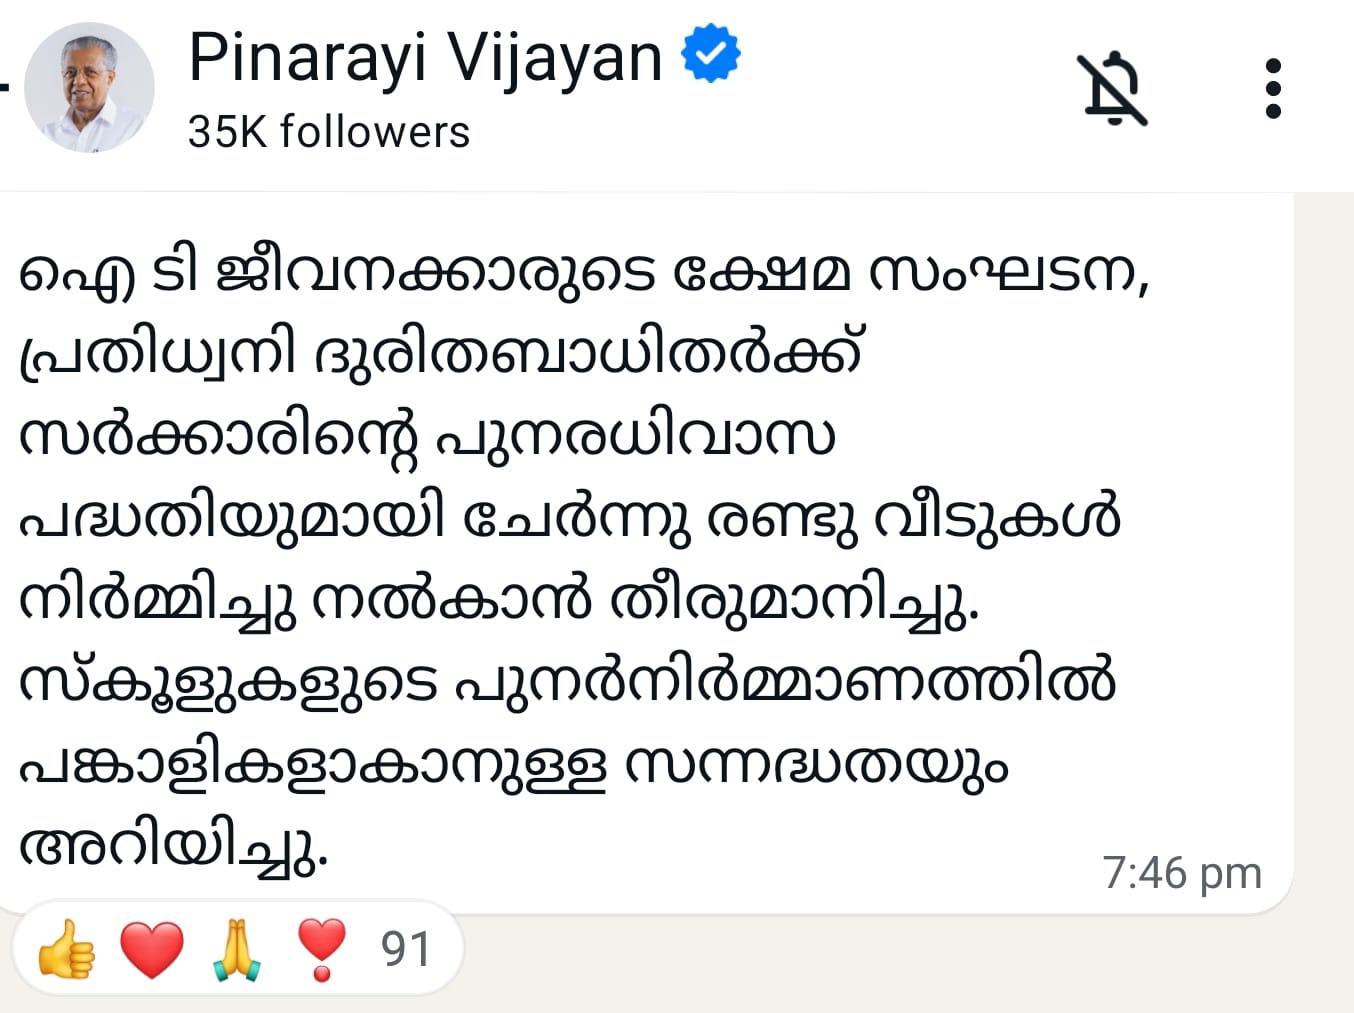 Pinarayi Vijayan
35K followers
ഐ ടി ജീവനക്കാരുടെ ക്ഷേമ സംഘടന,
പ്രതിധ്വനി ദുരിതബാധിതർക്ക്
സർക്കാരിന്റെ പുനരധിവാസ
പദ്ധതിയുമായി ചേർന്നു രണ്ടു വീടുകൾ
നിർമ്മിച്ചു നൽകാൻ തീരുമാനിച്ചു.
സ്കൂളുകളുടെ പുനർനിർമ്മാണത്തിൽ
പങ്കാളികളാകാനുള്ള സന്നദ്ധതയും
അറിയിച്ചു.
7:46 pm
👍 ❤️ 🙏 ❣️ 91